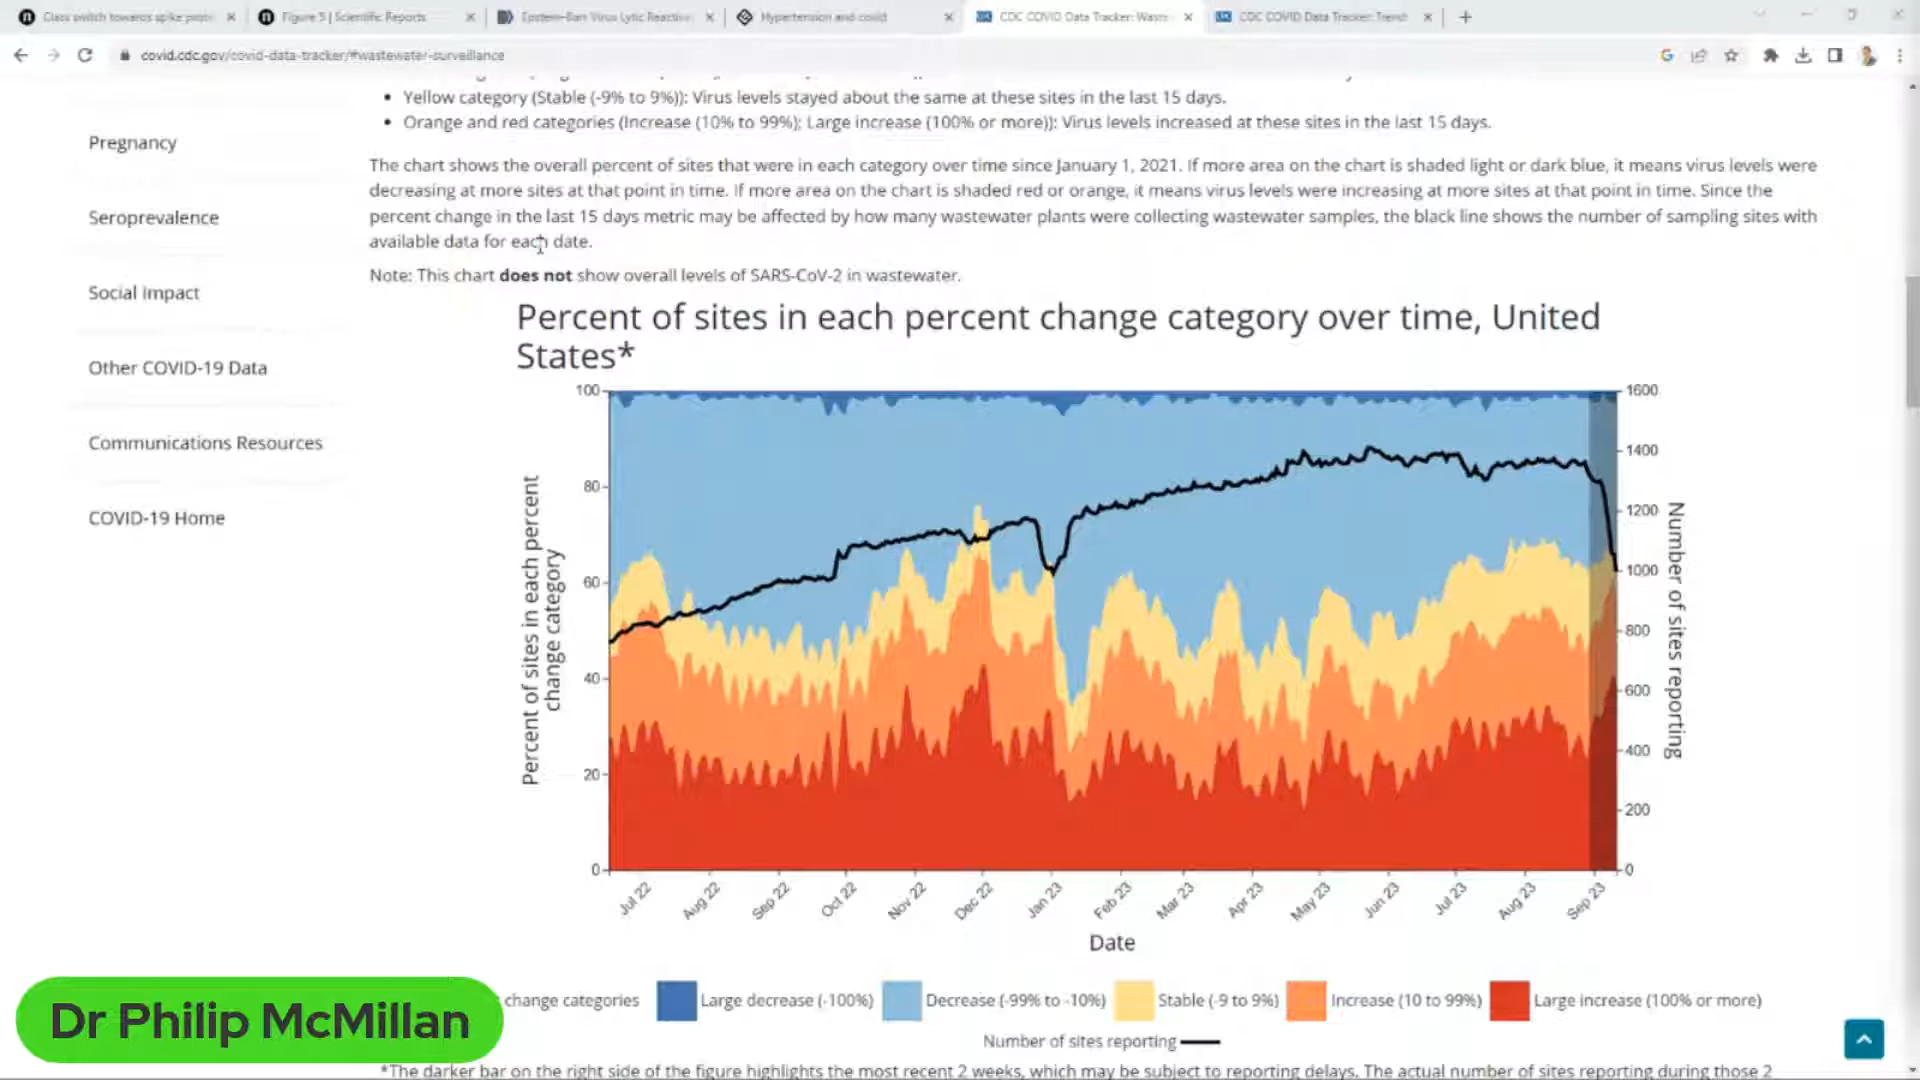 Class switch towards spike prote
Figure 5 | Scientific Reports
Epstein-Barr Virus Lytic Reactiva
Hypertension and covid
CDC COVID Data Tracker: Waste
CDC COVID Data Tracker: Trend
covid.cdc.gov/covid-data-tracker/#wastewater-surveillance
Yellow category (Stable (-9% to 9%)): Virus levels stayed about the same at these sites in the last 15 days.
Orange and red categories (Increase (10% to 99%); Large increase (100% or more)): Virus levels increased at these sites in the last 15 days.
Pregnancy
Seroprevalence
Social Impact
Other COVID-19 Data
Communications Resources
COVID-19 Home
The chart shows the overall percent of sites that were in each category over time since January 1, 2021. If more area on the chart is shaded light or dark blue, it means virus levels were
decreasing at more sites at that point in time. If more area on the chart is shaded red or orange, it means virus levels were increasing at more sites at that point in time. Since the
percent change in the last 15 days metric may be affected by how many wastewater plants were collecting wastewater samples, the black line shows the number of sampling sites with
available data for each date.
Note: This chart does not show overall levels of SARS-CoV-2 in wastewater.
Percent of sites in each percent change category over time, United
States*
Percent of sites in each percent
change category
100
80
60
40
20
0
1600
1400
1200
1000
800
600
400
200
0
Number of sites reporting
Jul 22
Aug 22
Sep 22
Oct 22
Nov 22
Dec 22
Jan 23
Feb 23
Mar 23
Apr 23
May 23
Jun 23
Jul 23
Aug 23
Sep 23
Date
change categories
Large decrease (-100%)
Decrease (-99% to -10%)
Stable (-9 to 9%)
Increase (10 to 99%)
Large increase (100% or more)
Number of sites reporting
*The darker bar on the right side of the figure highlights the most recent 2 weeks, which may be subject to reporting delays. The actual number of sites reporting during those 2
Dr Philip McMillan